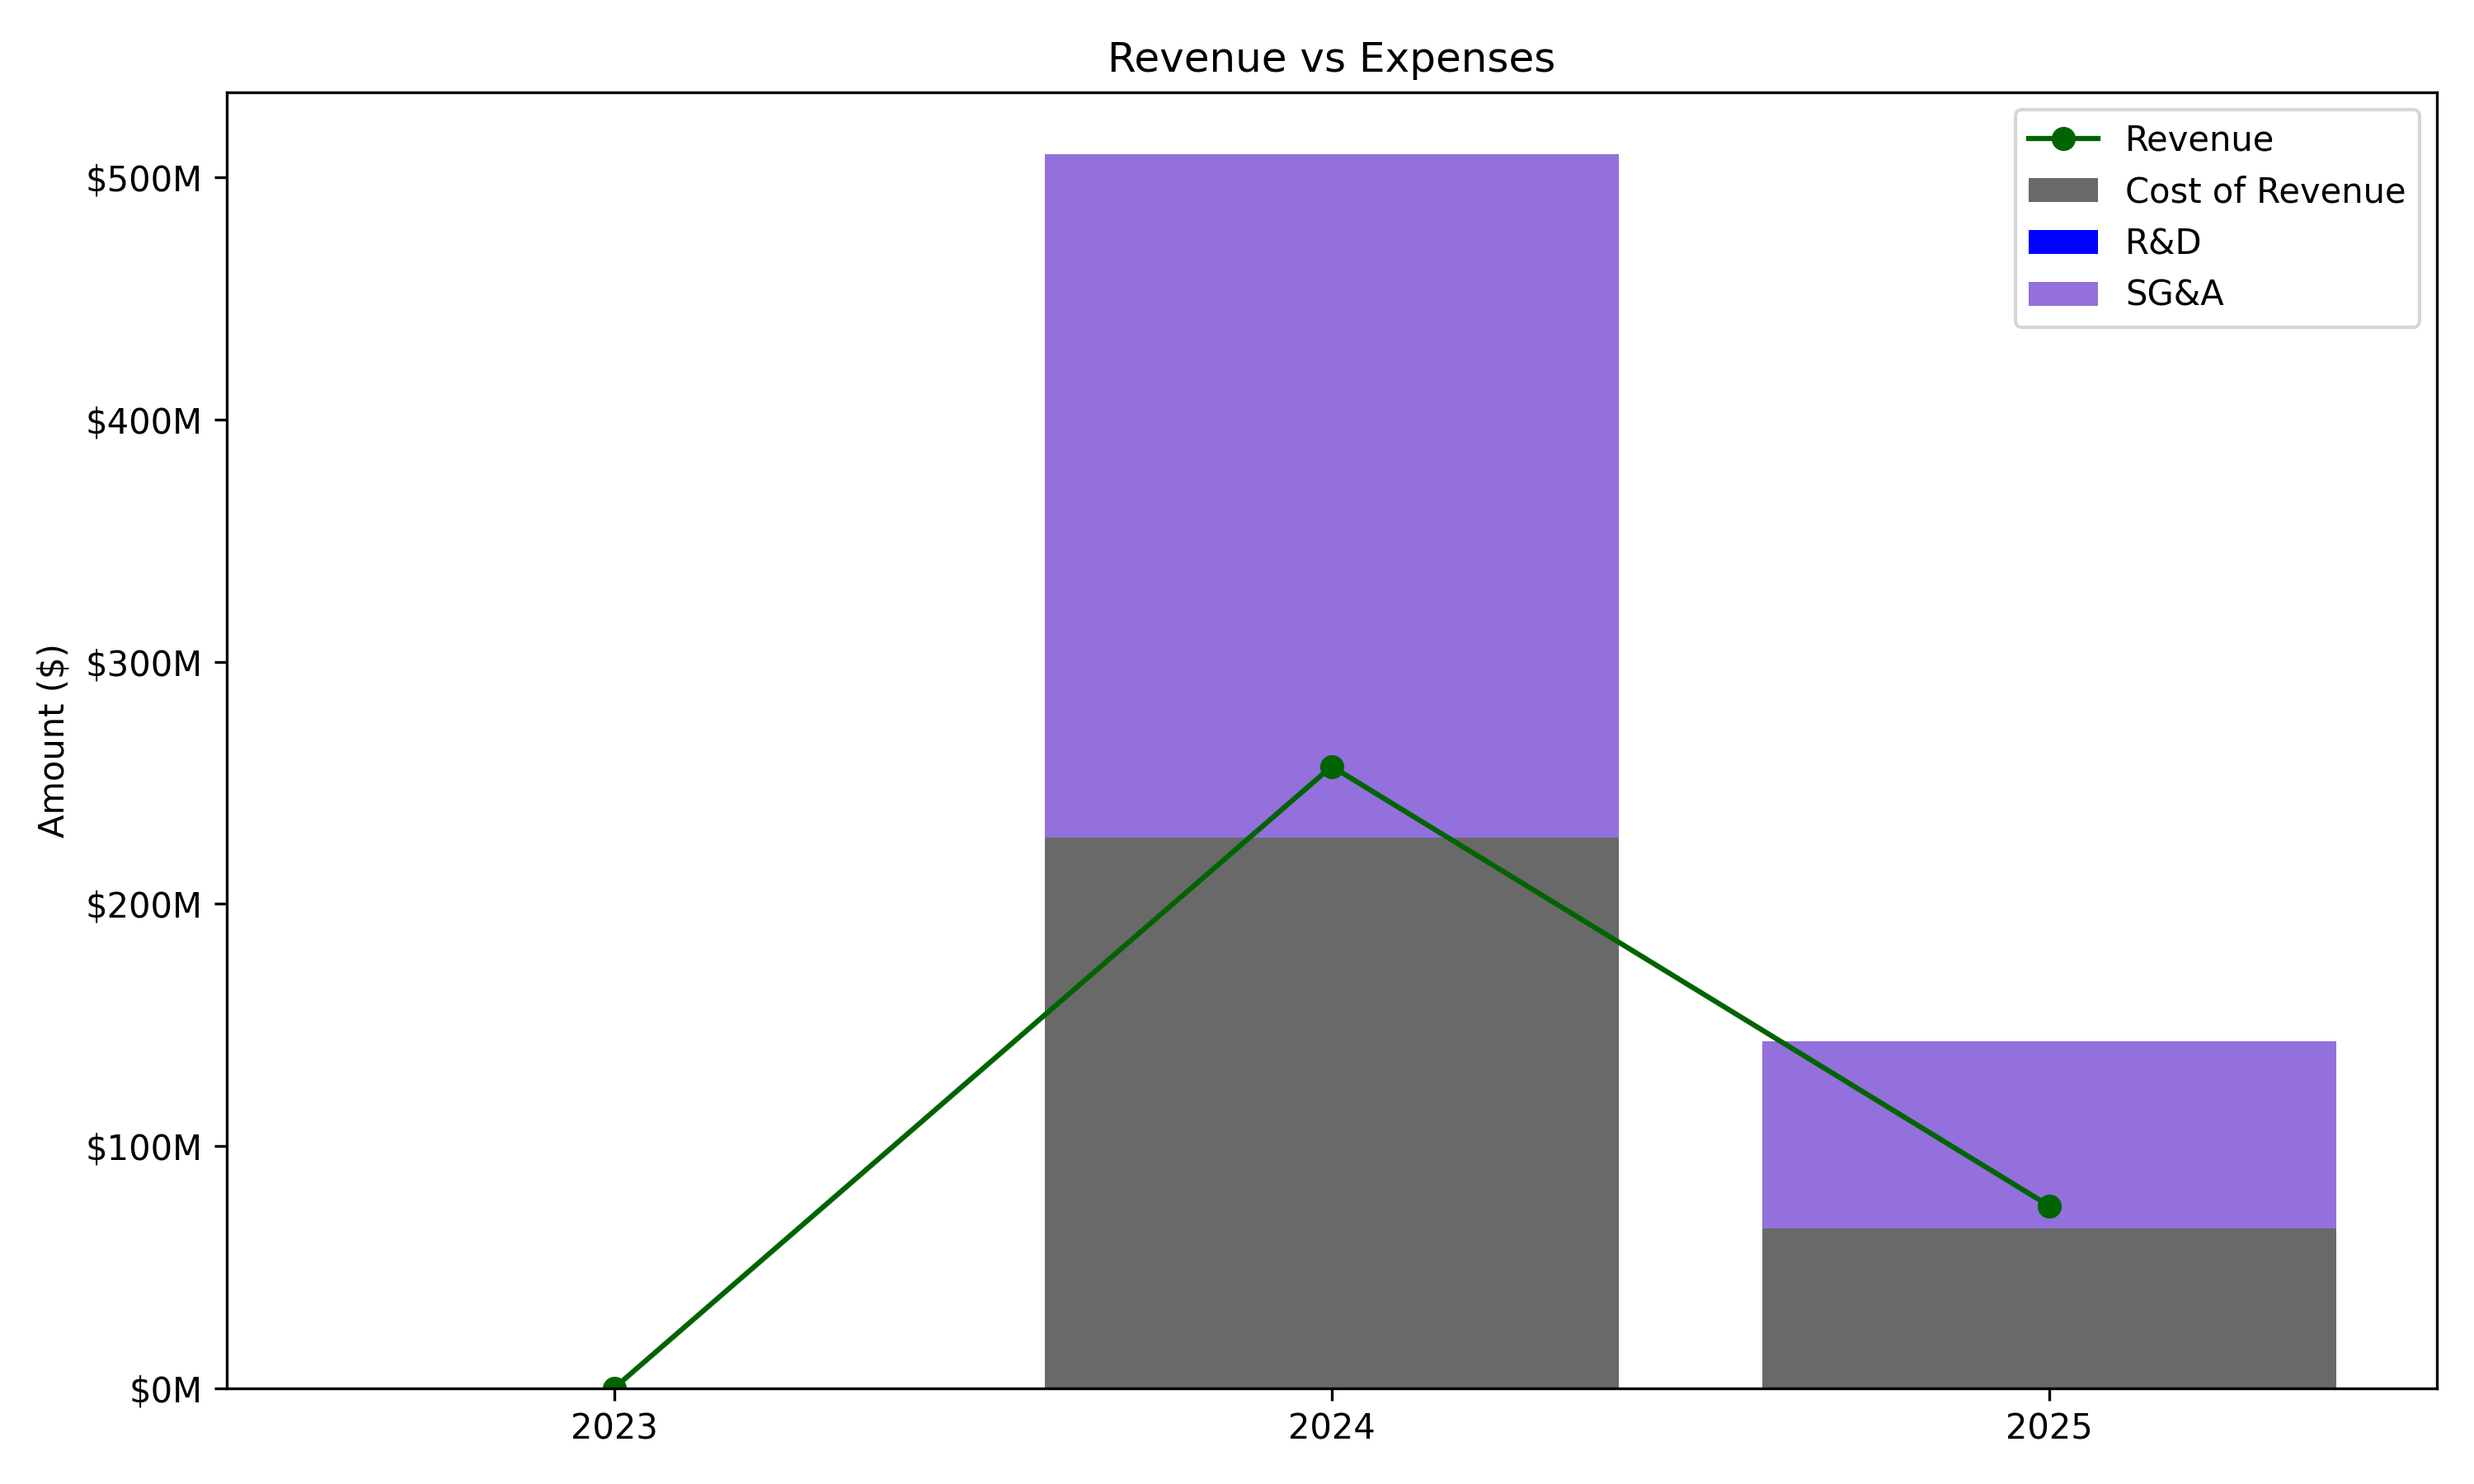 Revenue vs Expenses
Revenue
Cost of Revenue
R&D
SG&A
Amount ($)
$500M
$400M
$300M
$200M
$100M
$0M
2023
2024
2025